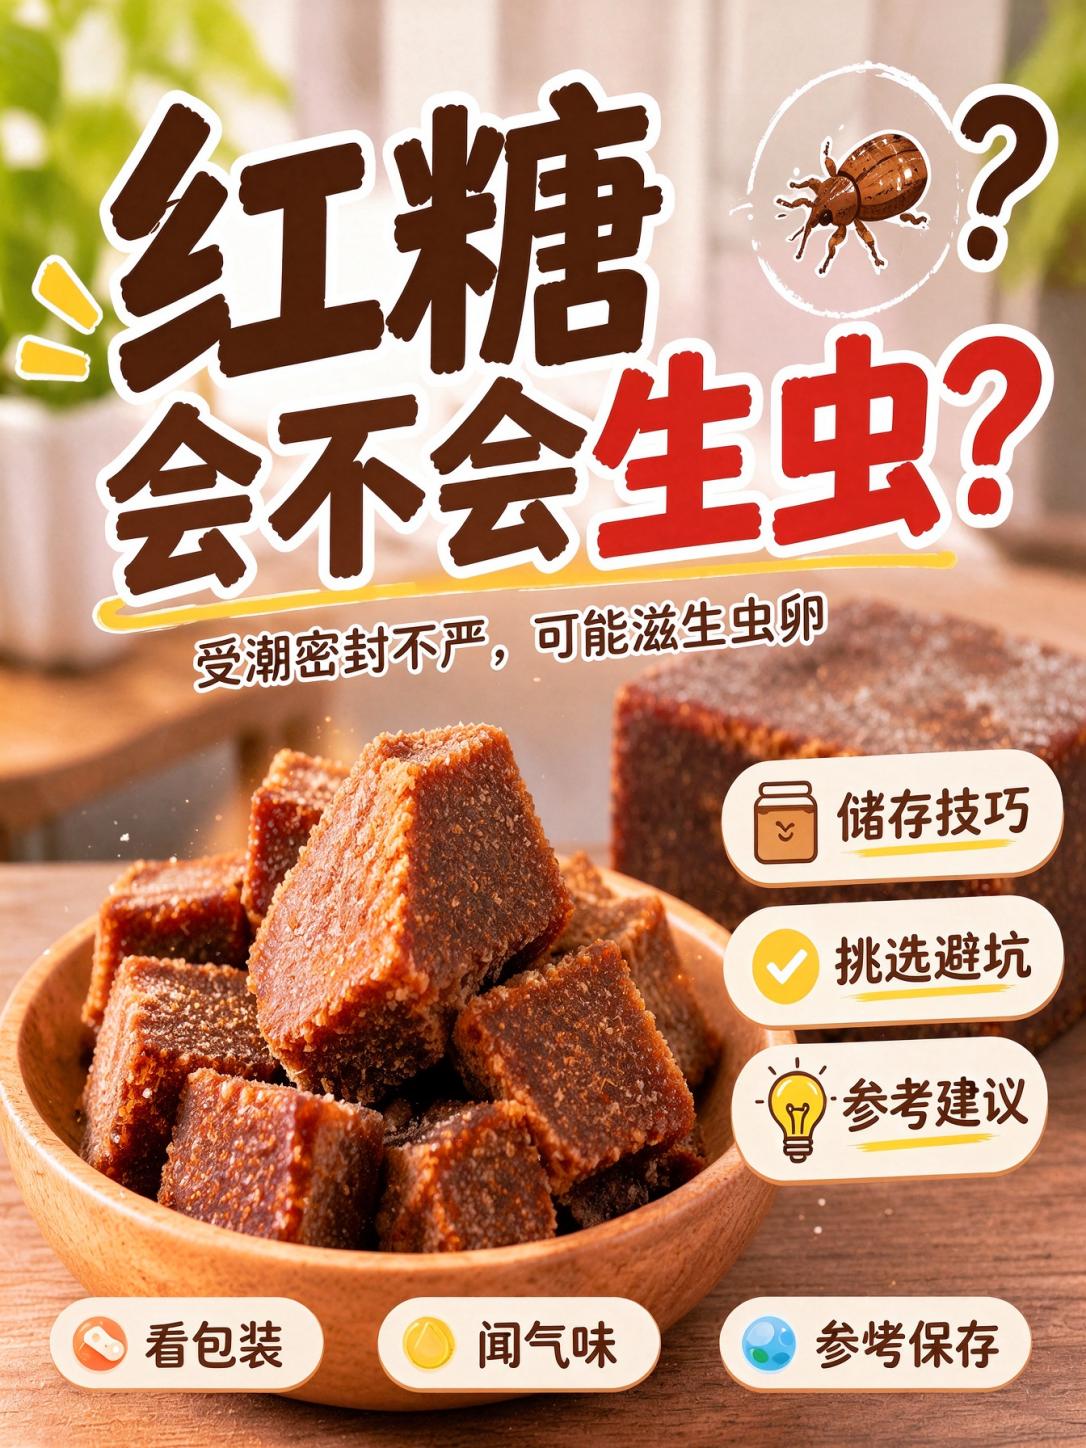 红糖?
会不会生虫?
受潮密封不严，可能滋生虫卵
储存技巧
挑选避坑
参考建议
看包装
闻气味
参考保存